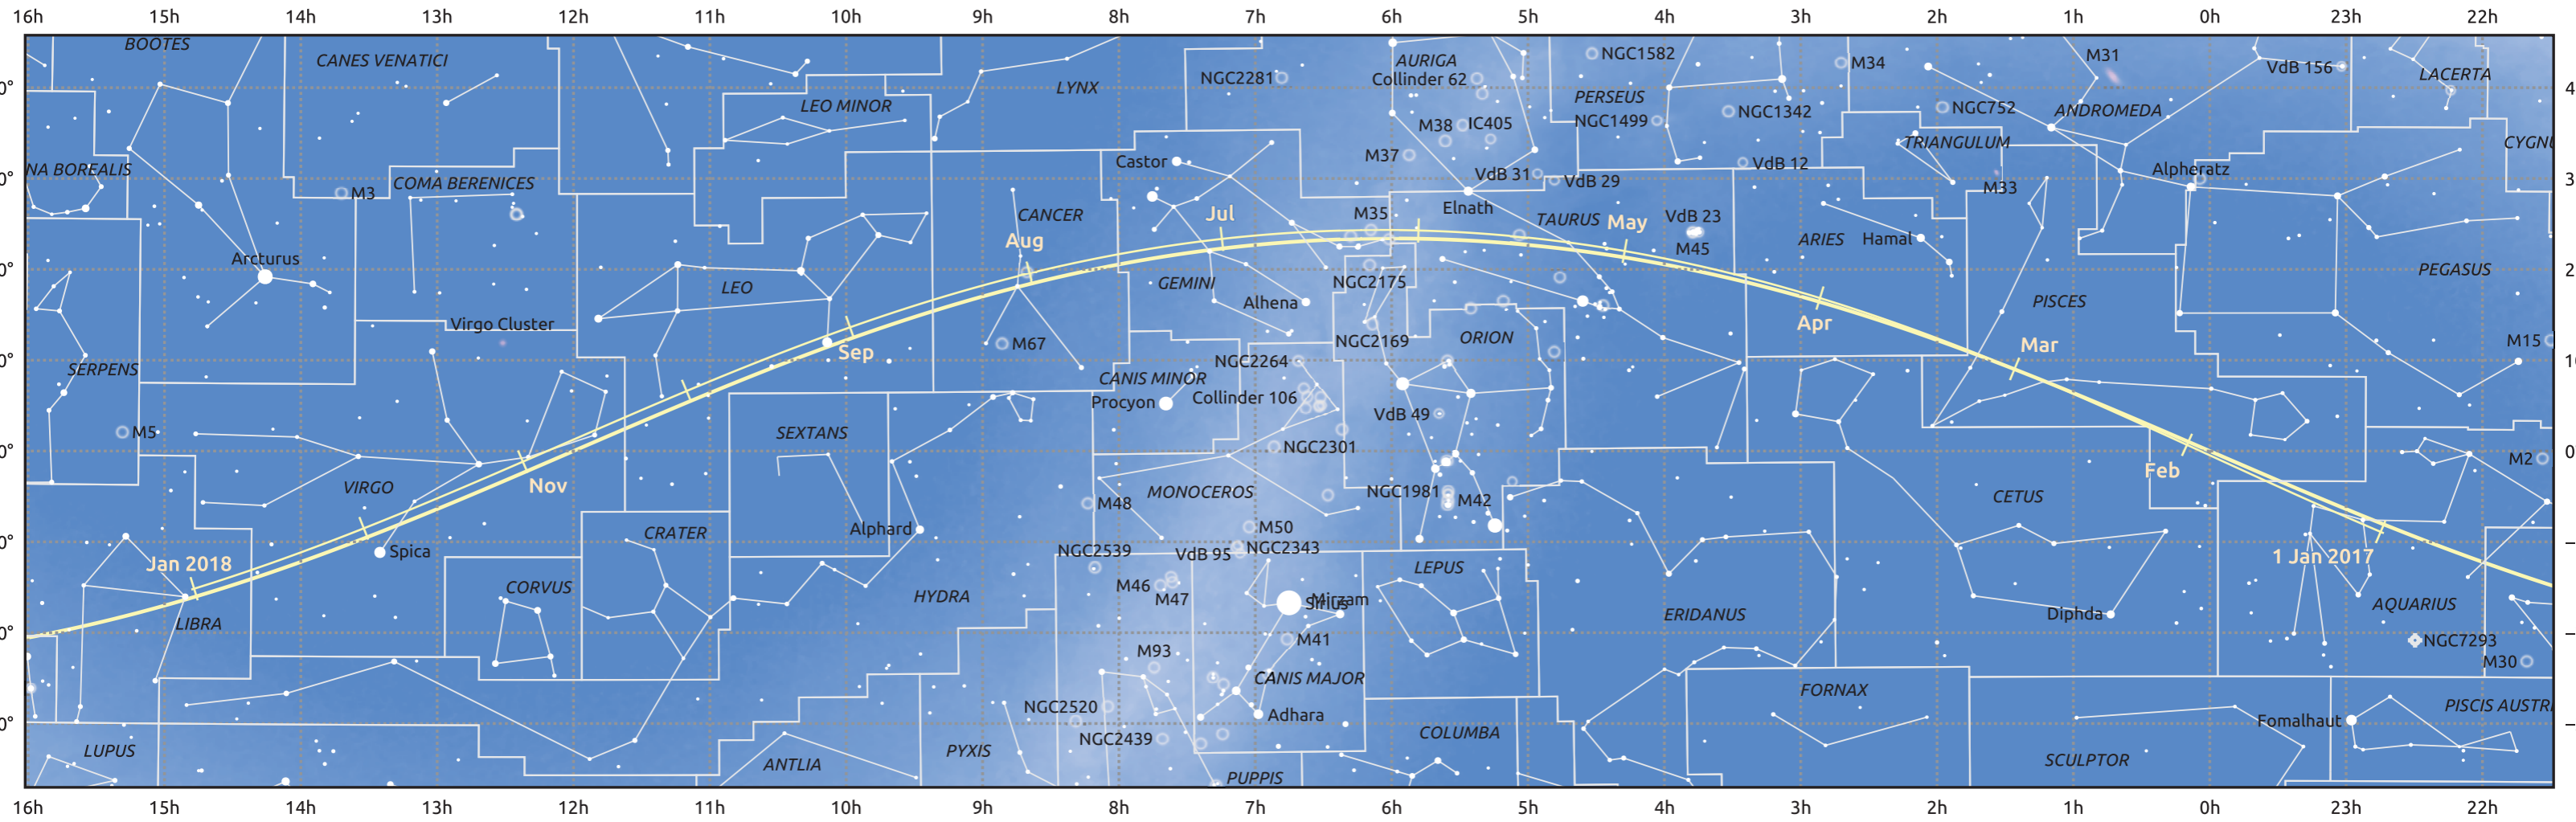 16h 15h 14h 13h 12h 11h 10h 9h 8h 7h 6h 5h 4h 3h 2h 1h 0h 23h 22h
BOOTES
CANES VENATICI
LYNX
LEO MINOR
NGC2281
AURIGA
Collinder 62
NGC1582
PERSEUS
NGC1499
NGC1342
M34
NGC752
M31
ANDROMEDA
VdB 156
LACERTA
M38
IC405
M37
VdB 12
TRIANGULUM
CYGN
NA BOREALIS
M3
COMA BERENICES
Castor
VdB 31
VdB 29
M33
Alpheratz
CANCER
Jul
M35
Elnath
TAURUS
May
VdB 23
M45
ARIES
Hamal
Aug
Arcturus
LEO
GEMINI
Alhena
NGC2175
PISCES
PEGASUS
Apr
Virgo Cluster
Sep
M67
NGC2169
ORION
Mar
M15
SERPENS
NGC2264
CANIS MINOR
Procyon
Collinder 106
VdB 49
M5
SEXTANS
NGC2301
Feb
M2
VIRGO
Nov
M48
MONOCEROS
NGC1981
M42
CETUS
Spica
CRATER
Alphard
M50
NGC2539
VdB 95
NGC2343
Jan 2018
1 Jan 2017
CORVUS
HYDRA
M46
M47
Sirius
Mirzam
LEPUS
ERIDANUS
Diphda
AQUARIUS
LIBRA
M41
NGC7293
M93
M30
CANIS MAJOR
FORNAX
NGC2520
Adhara
Fomalhaut
PISCIS AUSTR
NGC2439
COLUMBA
LUPUS
ANTLIA
PYXIS
PUPPIS
SCULPTOR
16h 15h 14h 13h 12h 11h 10h 9h 8h 7h 6h 5h 4h 3h 2h 1h 0h 23h 22h